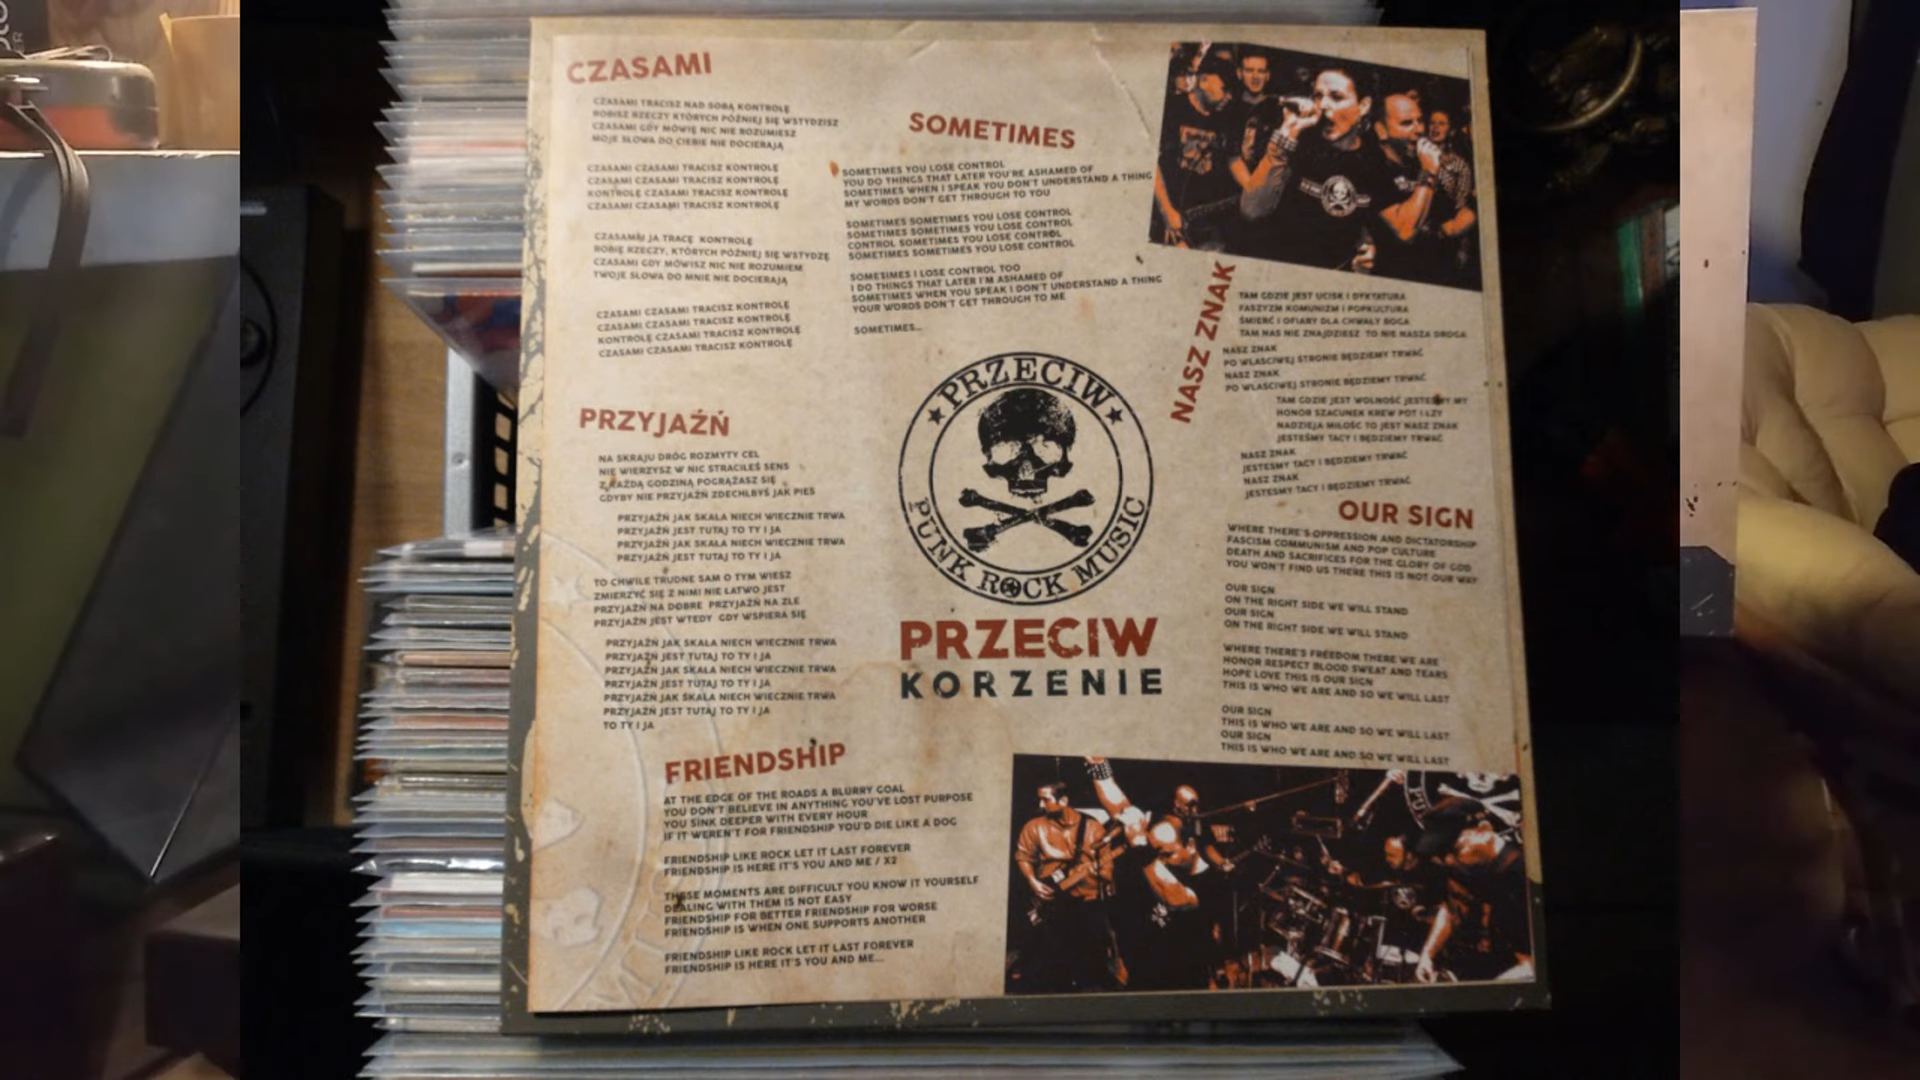 CZASAMI
CZASAMI TRACISZ NAD SOBĄ KONTROLĘ
ROBISZ RZECZY KTÓRYCH PÓŹNIEJ SIĘ WSTYDZISZ
CZASAMI GDY MÓWIĘ NIC NIE ROZUMIESZ
MOJE SŁOWA DO CIEBIE NIE DOCIERAJĄ
CZASAMI CZASAMI TRACISZ KONTROLĘ
CZASAMI CZASAMI TRACISZ KONTROLĘ
KONTROLĘ CZASAMI TRACISZ KONTROLĘ
CZASAMI CZASAMI TRACISZ KONTROLĘ
CZASAMI JA TRACĘ KONTROLĘ
ROBIĘ RZECZY, KTÓRYCH PÓŹNIEJ SIĘ WSTYDZĘ
CZASAMI GDY MÓWISZ NIC NIE ROZUMIEM
TWOJE SŁOWA DO MNIE NIE DOCIERAJĄ
CZASAMI CZASAMI TRACISZ KONTROLĘ
CZASAMI CZASAMI TRACISZ KONTROLĘ
KONTROLĘ CZASAMI TRACISZ KONTROLĘ
CZASAMI CZASAMI TRACISZ KONTROLĘ
SOMETIMES
SOMETIMES YOU LOSE CONTROL
YOU DO THINGS THAT LATER YOU'RE ASHAMED OF
SOMETIMES WHEN I SPEAK YOU DON'T UNDERSTAND A THING
MY WORDS DON'T GET THROUGH TO YOU
SOMETIMES SOMETIMES YOU LOSE CONTROL
SOMETIMES SOMETIMES YOU LOSE CONTROL
CONTROL SOMETIMES YOU LOSE CONTROL
SOMETIMES SOMETIMES YOU LOSE CONTROL
SOMETIMES I LOSE CONTROL TOO
I DO THINGS THAT LATER I'M ASHAMED OF
SOMETIMES WHEN YOU SPEAK I DON'T UNDERSTAND A THING
YOUR WORDS DON'T GET THROUGH TO ME
SOMETIMES...
PRZYJAŹŃ
NA SKRAJU DRÓG ROZMYTY CEL
NIE WIERZYSZ W NIC STRACIŁEŚ SENS
Z KAŻDĄ GODZINĄ POGRĄŻASZ SIĘ
GDYBY NIE PRZYJAŹŃ ZDECHŁBYŚ JAK PIES
PRZYJAŹŃ JAK SKAŁA NIECH WIECZNIE TRWA
PRZYJAŹŃ JEST TUTAJ TO TY I JA
PRZYJAŹŃ JAK SKAŁA NIECH WIECZNIE TRWA
PRZYJAŹŃ JEST TUTAJ TO TY I JA
TO CHWILE TRUDNE SAM O TYM WIESZ
ZMIERZYĆ SIĘ Z NIMI NIE ŁATWO JEST
PRZYJAŹŃ NA DOBRE PRZYJAŹŃ NA ZŁE
PRZYJAŹŃ JEST WTEDY GDY WSPIERA SIĘ
PRZYJAŹŃ JAK SKAŁA NIECH WIECZNIE TRWA
PRZYJAŹŃ JEST TUTAJ TO TY I JA
PRZYJAŹŃ JAK SKAŁA NIECH WIECZNIE TRWA
PRZYJAŹŃ JEST TUTAJ TO TY I JA
PRZYJAŹŃ JAK SKAŁA NIECH WIECZNIE TRWA
PRZYJAŹŃ JEST TUTAJ TO TY I JA
TO TY I JA
FRIENDSHIP
AT THE EDGE OF THE ROADS A BLURRY GOAL
YOU DON'T BELIEVE IN ANYTHING YOU'VE LOST PURPOSE
YOU SINK DEEPER WITH EVERY HOUR
IF IT WEREN'T FOR FRIENDSHIP YOU'D DIE LIKE A DOG
FRIENDSHIP LIKE ROCK LET IT LAST FOREVER
FRIENDSHIP IS HERE IT'S YOU AND ME / X2
THESE MOMENTS ARE DIFFICULT YOU KNOW IT YOURSELF
DEALING WITH THEM IS NOT EASY
FRIENDSHIP FOR BETTER FRIENDSHIP FOR WORSE
FRIENDSHIP IS WHEN ONE SUPPORTS ANOTHER
FRIENDSHIP LIKE ROCK LET IT LAST FOREVER
FRIENDSHIP IS HERE IT'S YOU AND ME...
PRZECIW
PUNK ROCK MUSIC
PRZECIW
KORZENIE
NASZ ZNAK
TAM GDZIE JEST UCISK I DYKTATURA
FASZYZM KOMUNIZM I POPKULTURA
ŚMIERĆ I OFIARY DLA CHWAŁY BOGA
TAM NAS NIE ZNAJDZIESZ TO NIE NASZA DROGA
NASZ ZNAK
PO WŁAŚCIWEJ STRONIE BĘDZIEMY TRWAĆ
NASZ ZNAK
PO WŁAŚCIWEJ STRONIE BĘDZIEMY TRWAĆ
TAM GDZIE JEST WOLNOŚĆ JESTEŚMY MY
HONOR SZACUNEK KREW POT I ŁZY
NADZIEJA MIŁOŚĆ TO JEST NASZ ZNAK
JESTEŚMY TACY I BĘDZIEMY TRWAĆ
NASZ ZNAK
JESTEŚMY TACY I BĘDZIEMY TRWAĆ
NASZ ZNAK
JESTEŚMY TACY I BĘDZIEMY TRWAĆ
OUR SIGN
WHERE THERE'S OPPRESSION AND DICTATORSHIP
FASCISM COMMUNISM AND POP CULTURE
DEATH AND SACRIFICES FOR THE GLORY OF GOD
YOU WON'T FIND US THERE THIS IS NOT OUR WAY
OUR SIGN
ON THE RIGHT SIDE WE WILL STAND
OUR SIGN
ON THE RIGHT SIDE WE WILL STAND
WHERE THERE'S FREEDOM THERE WE ARE
HONOR RESPECT BLOOD SWEAT AND TEARS
HOPE LOVE THIS IS OUR SIGN
THIS IS WHO WE ARE AND SO WE WILL LAST
OUR SIGN
THIS IS WHO WE ARE AND SO WE WILL LAST
OUR SIGN
THIS IS WHO WE ARE AND SO WE WILL LAST